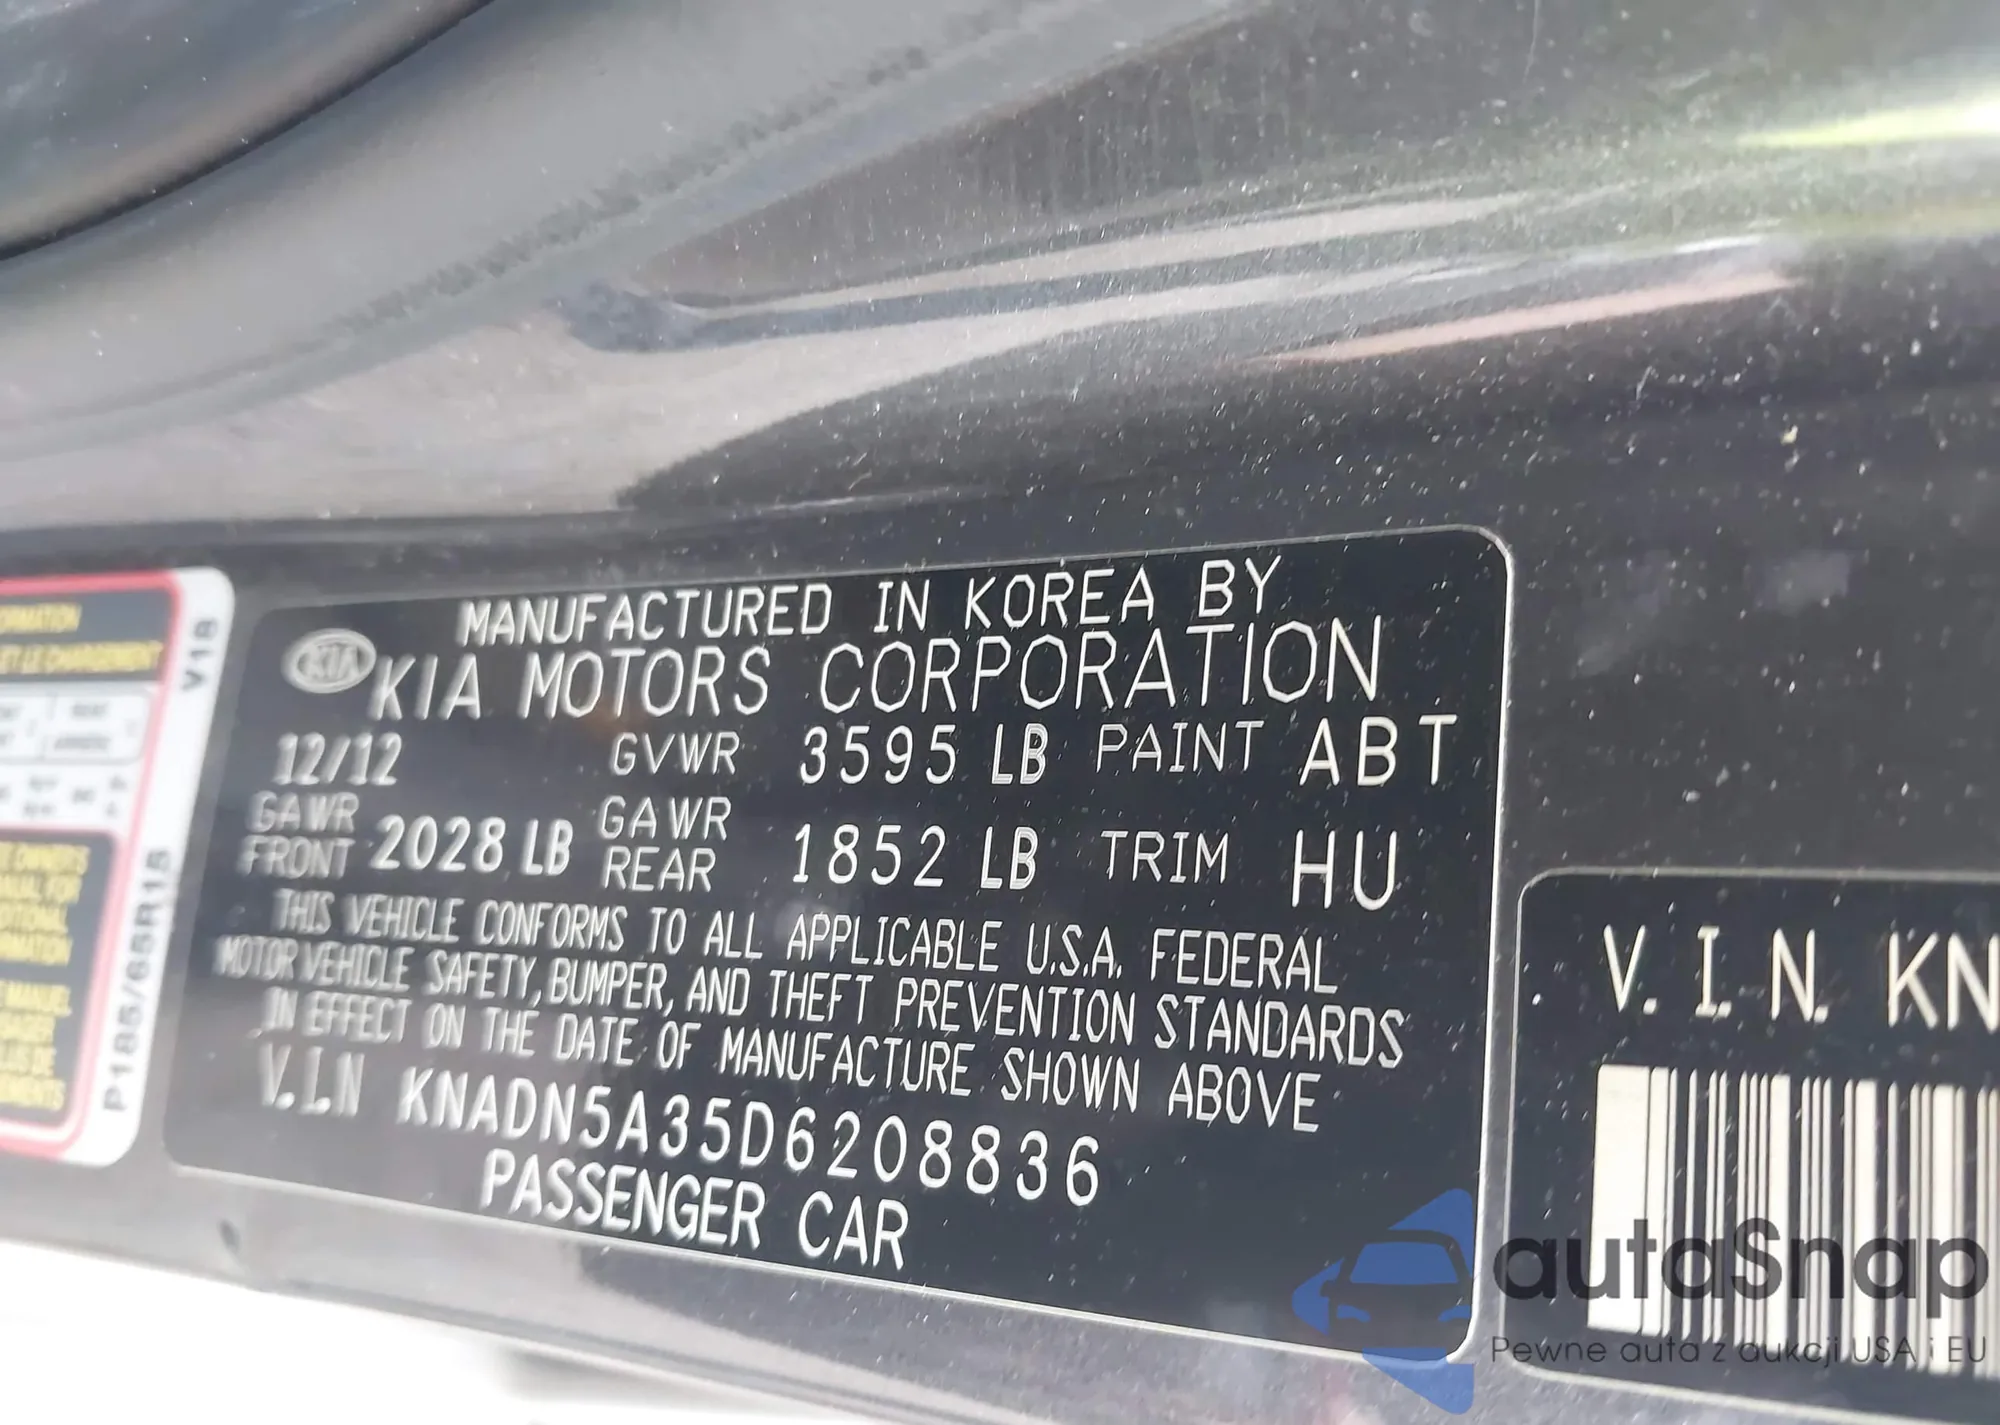 MANUFACTURED IN KOREA BY
KIA KIA MOTORS CORPORATION
12/12 GVWR 3595 LB PAINT ABT
GAWR FRONT 2028 LB GAWR REAR 1852 LB TRIM HU
THIS VEHICLE CONFORMS TO ALL APPLICABLE U.S.A. FEDERAL
MOTOR VEHICLE SAFETY, BUMPER, AND THEFT PREVENTION STANDARDS
IN EFFECT ON THE DATE OF MANUFACTURE SHOWN ABOVE
V.I.N KNADN5A35D6208836
PASSENGER CAR
V.I.N. KN
V18
autaSnap
Pewne auta z aukcji USA i EU